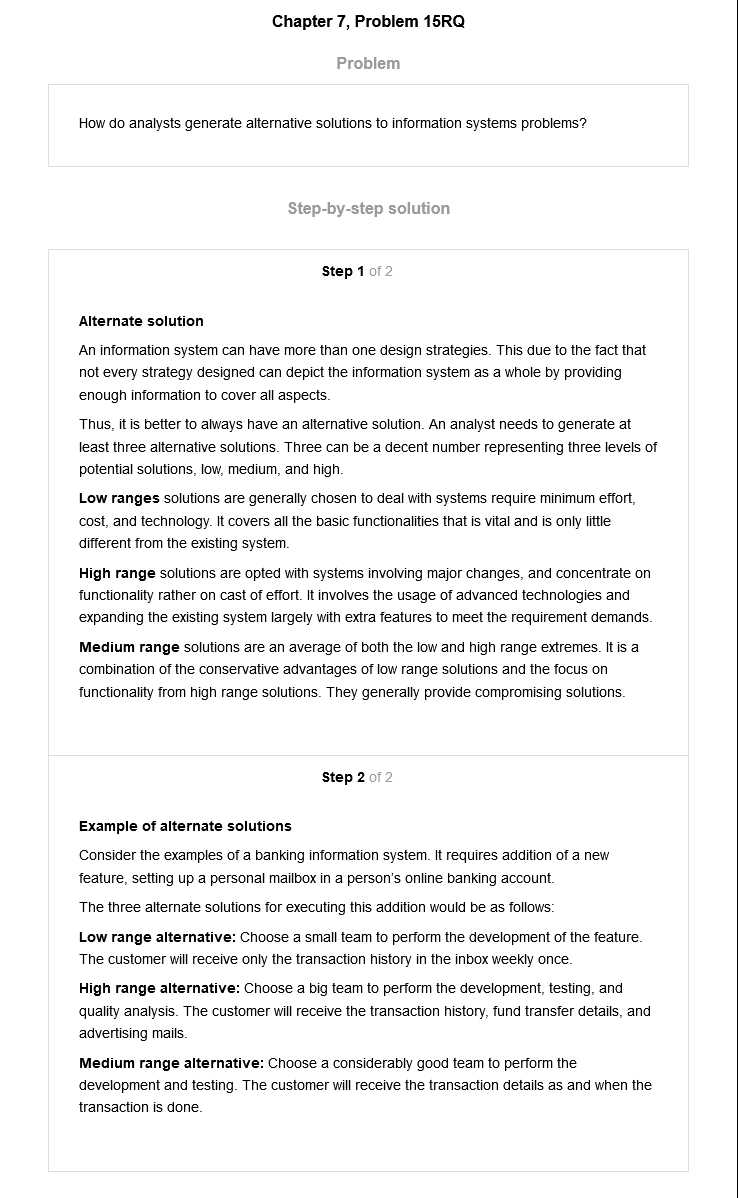 Chapter 7, Problem 15RQ
Problem
How do analysts generate alternative solutions to information systems problems?
Step-by-step solution
Step 1 of 2
Alternate solution
An information system can have more than one design strategies. This due to the fact that
not every strategy designed can depict the information system as a whole by providing
enough information to cover all aspects.
Thus, it is better to always have an alternative solution. An analyst needs to generate at
least three alternative solutions. Three can be a decent number representing three levels of
potential solutions, low, medium, and high.
Low ranges solutions are generally chosen to deal with systems require minimum effort,
cost, and technology. It covers all the basic functionalities that is vital and is only little
different from the existing system.
High range solutions are opted with systems involving major changes, and concentrate on
functionality rather on cast of effort. It involves the usage of advanced technologies and
expanding the existing system largely with extra features to meet the requirement demands.
Medium range solutions are an average of both the low and high range extremes. It is a
combination of the conservative advantages of low range solutions and the focus on
functionality from high range solutions. They generally provide compromising solutions.
Step 2 of 2
Example of alternate solutions
Consider the examples of a banking information system. It requires addition of a new
feature, setting up a personal mailbox in a person's online banking account.
The three alternate solutions for executing this addition would be as follows:
Low range alternative: Choose a small team to perform the development of the feature.
The customer will receive only the transaction history in the inbox weekly once.
High range alternative: Choose a big team to perform the development, testing, and
quality analysis. The customer will receive the transaction history, fund transfer details, and
advertising mails.
Medium range alternative: Choose a considerably good team to perform the
development and testing. The customer will receive the transaction details as and when the
transaction is done.